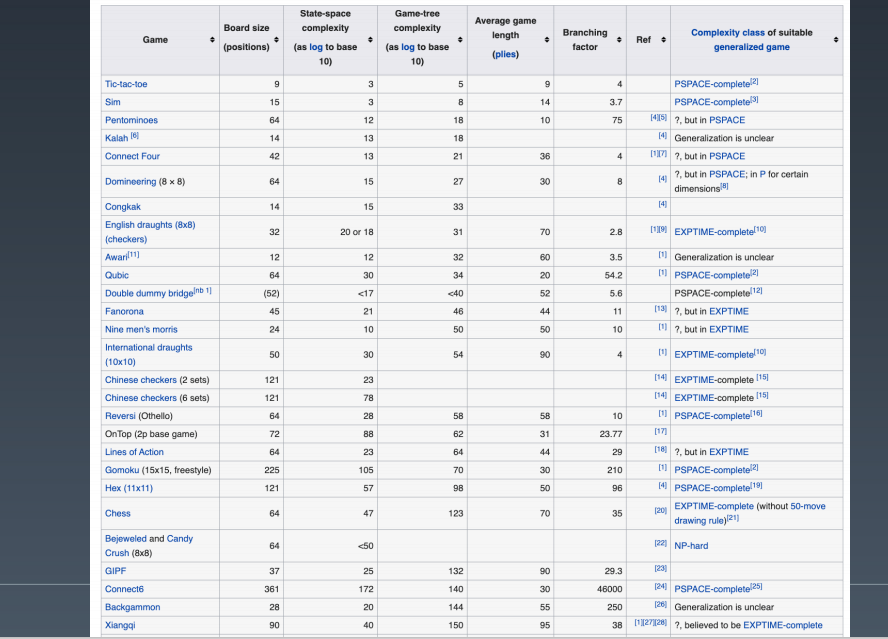 Game Board size (positions) State-space complexity (as log to base 10) Game-tree complexity (as log to base 10) Average game length (plies) Branching factor Ref Complexity class of suitable generalized game
Tic-tac-toe 9 3 5 9 4 PSPACE-complete[2]
Sim 15 3 8 14 3.7 PSPACE-complete[3]
Pentominoes 64 12 18 10 75 [4][5] ?, but in PSPACE
Kalah [6] 14 13 18 [4] Generalization is unclear
Connect Four 42 13 21 36 4 [1][7] ?, but in PSPACE
Domineering (8 × 8) 64 15 27 30 8 [4] ?, but in PSPACE; in P for certain dimensions[8]
Congkak 14 15 33 [4]
English draughts (8x8) (checkers) 32 20 or 18 31 70 2.8 [1][9] EXPTIME-complete[10]
Awari[11] 12 12 32 60 3.5 [1] Generalization is unclear
Qubic 64 30 34 20 54.2 [1] PSPACE-complete[2]
Double dummy bridge[nb 1] (52) <17 <40 52 5.6 PSPACE-complete[12]
Fanorona 45 21 46 44 11 [13] ?, but in EXPTIME
Nine men's morris 24 10 50 50 10 [1] ?, but in EXPTIME
International draughts (10x10) 50 30 54 90 4 [1] EXPTIME-complete[10]
Chinese checkers (2 sets) 121 23 [14] EXPTIME-complete [15]
Chinese checkers (6 sets) 121 78 [14] EXPTIME-complete [15]
Reversi (Othello) 64 28 58 58 10 [1] PSPACE-complete[16]
OnTop (2p base game) 72 88 62 31 23.77 [17]
Lines of Action 64 23 64 44 29 [18] ?, but in EXPTIME
Gomoku (15x15, freestyle) 225 105 70 30 210 [1] PSPACE-complete[2]
Hex (11x11) 121 57 98 50 96 [4] PSPACE-complete[19]
Chess 64 47 123 70 35 [20] EXPTIME-complete (without 50-move drawing rule)[21]
Bejeweled and Candy Crush (8x8) 64 <50 [22] NP-hard
GIPF 37 25 132 90 29.3 [23]
Connect6 361 172 140 30 46000 [24] PSPACE-complete[25]
Backgammon 28 20 144 55 250 [26] Generalization is unclear
Xiangqi 90 40 150 95 38 [1][27][28] ?, believed to be EXPTIME-complete